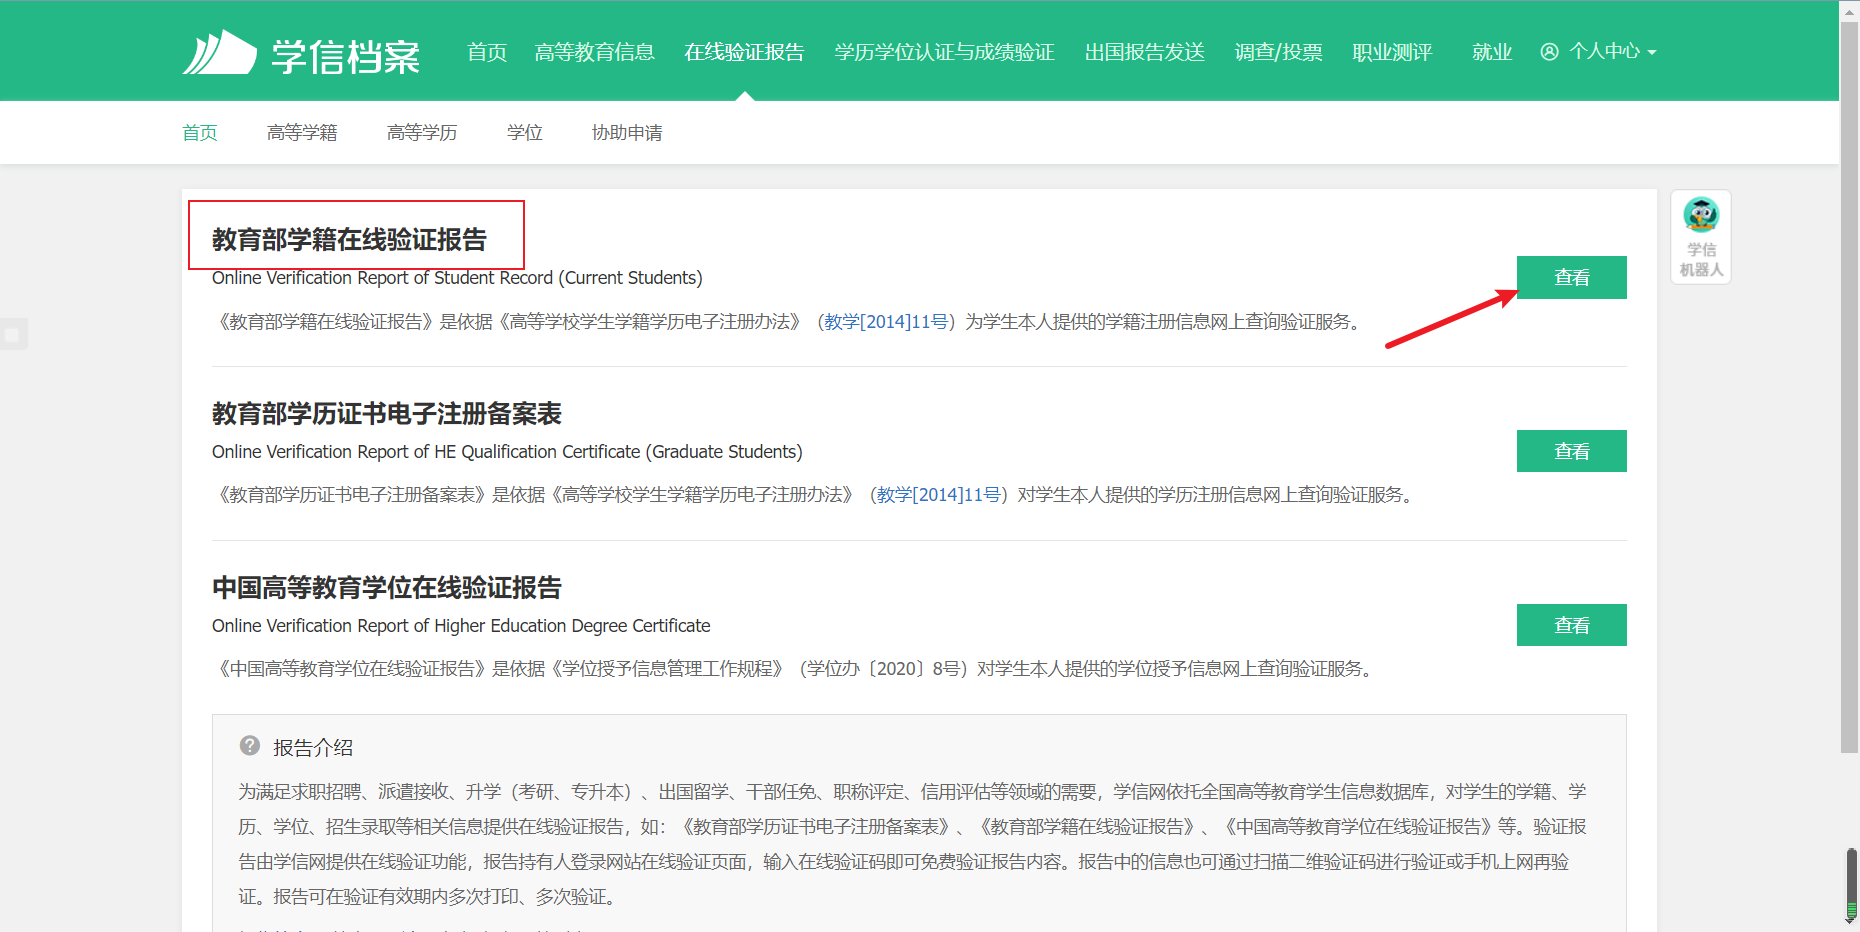 学信档案
首页 高等教育信息 在线验证报告 学历学位认证与成绩验证 出国报告发送 调查/投票 职业测评 就业 个人中心
首页 高等学籍 高等学历 学位 协助申请
教育部学籍在线验证报告
Online Verification Report of Student Record (Current Students)
查看
《教育部学籍在线验证报告》是依据《高等学校学生学籍学历电子注册办法》（教学[2014]11号）为学生本人提供的学籍注册信息网上查询验证服务。
学信
机器人
教育部学历证书电子注册备案表
Online Verification Report of HE Qualification Certificate (Graduate Students)
查看
《教育部学历证书电子注册备案表》是依据《高等学校学生学籍学历电子注册办法》（教学[2014]11号）对学生本人提供的学历注册信息网上查询验证服务。
中国高等教育学位在线验证报告
Online Verification Report of Higher Education Degree Certificate
查看
《中国高等教育学位在线验证报告》是依据《学位授予信息管理工作规程》（学位办〔2020〕8号）对学生本人提供的学位授予信息网上查询验证服务。
? 报告介绍
为满足求职招聘、派遣接收、升学（考研、专升本）、出国留学、干部任免、职称评定、信用评估等领域的需要，学信网依托全国高等教育学生信息数据库，对学生的学籍、学
历、学位、招生录取等相关信息提供在线验证报告，如：《教育部学历证书电子注册备案表》、《教育部学籍在线验证报告》、《中国高等教育学位在线验证报告》等。验证报
告由学信网提供在线验证功能，报告持有人登录网站在线验证页面，输入在线验证码即可免费验证报告内容。报告中的信息也可通过扫描二维验证码进行验证或手机上网再验
证。报告可在验证有效期内多次打印、多次验证。